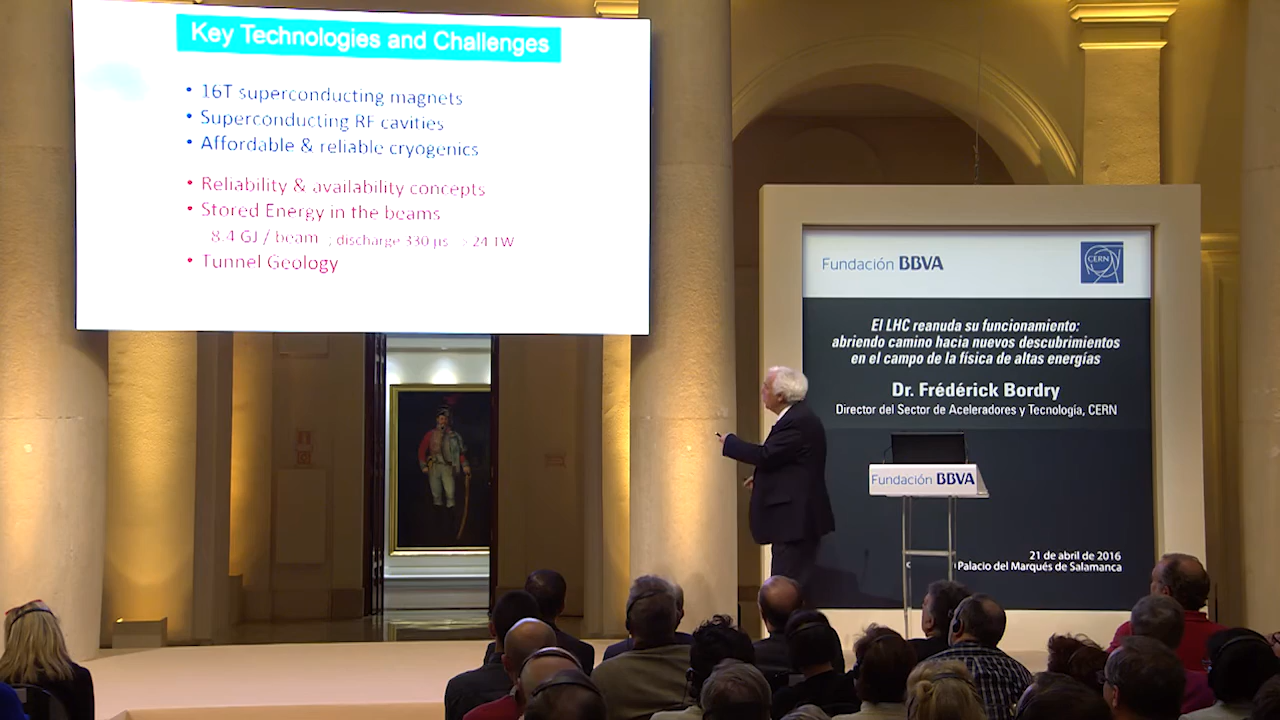 Key Technologies and Challenges
• 16T superconducting magnets
• Superconducting RF cavities
• Affordable & reliable cryogenics
• Reliability & availability concepts
• Stored Energy in the beams
8.4 GJ / beam ; discharge 330 µs -> 24 TW
• Tunnel Geology
Fundación BBVA
CERN
El LHC reanuda su funcionamiento:
abriendo camino hacia nuevos descubrimientos
en el campo de la física de altas energías
Dr. Frédérick Bordry
Director del Sector de Aceleradores y Tecnología, CERN
Fundación BBVA
21 de abril de 2016
Palacio del Marqués de Salamanca